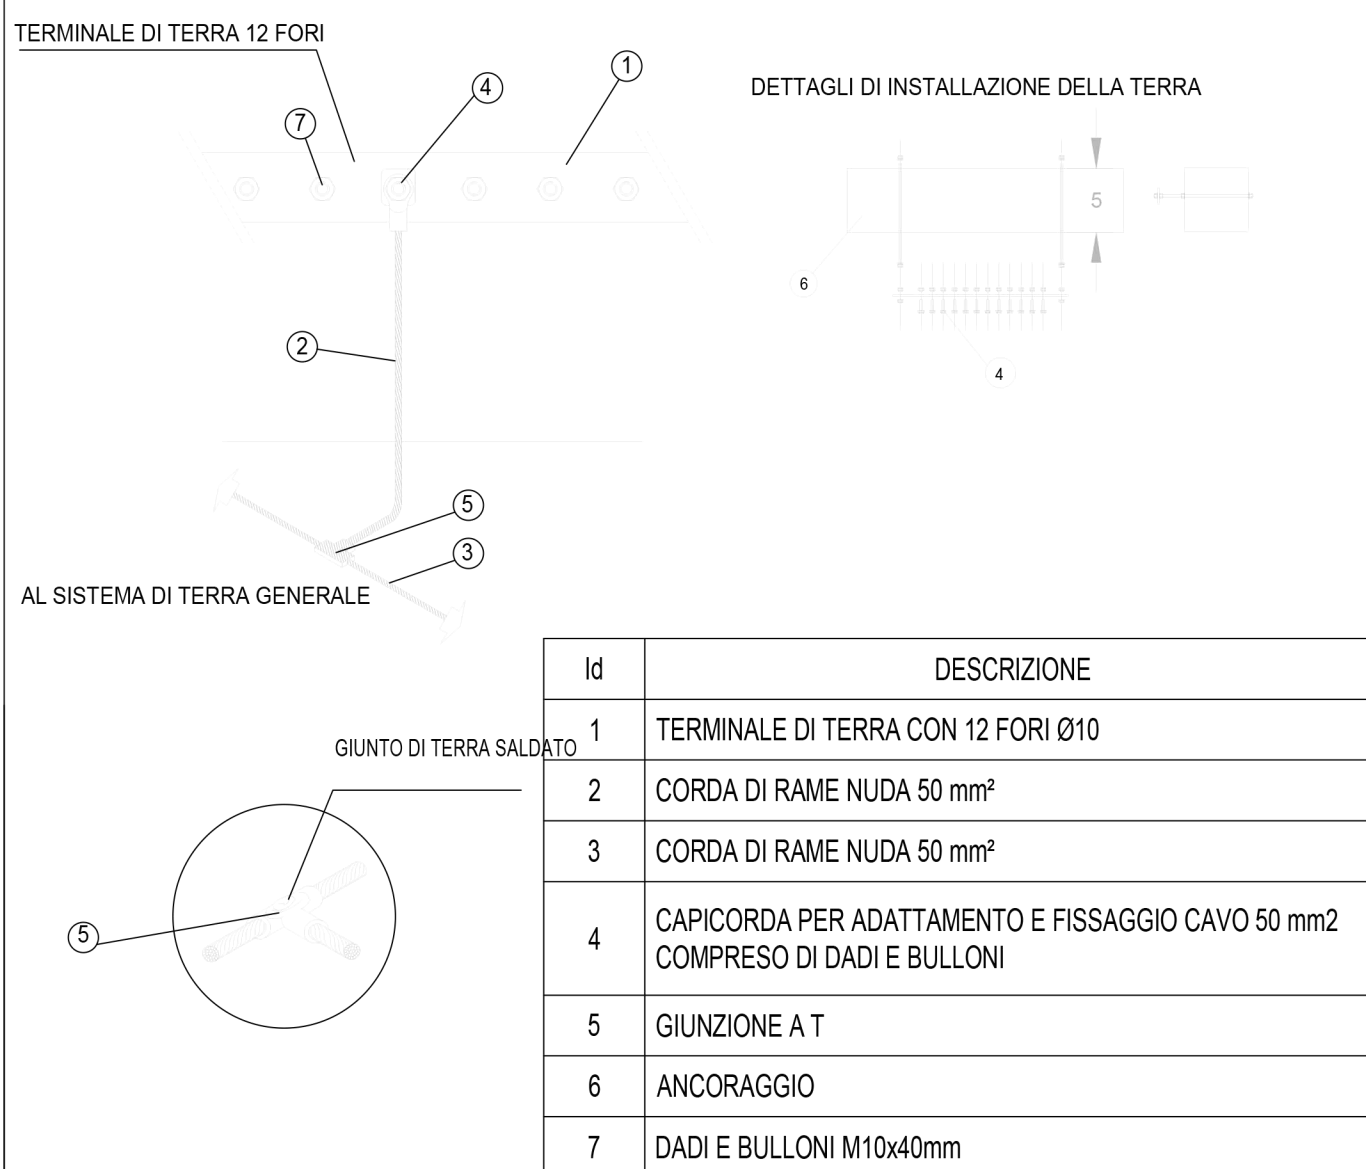 TERMINALE DI TERRA 12 FORI
1
4
7
DETTAGLI DI INSTALLAZIONE DELLA TERRA
5
6
4
2
5
3
AL SISTEMA DI TERRA GENERALE
GIUNTO DI TERRA SALDATO
5
Id DESCRIZIONE
1 TERMINALE DI TERRA CON 12 FORI Ø10
2 CORDA DI RAME NUDA 50 mm²
3 CORDA DI RAME NUDA 50 mm²
4 CAPICORDA PER ADATTAMENTO E FISSAGGIO CAVO 50 mm2
COMPRESO DI DADI E BULLONI
5 GIUNZIONE A T
6 ANCORAGGIO
7 DADI E BULLONI M10x40mm